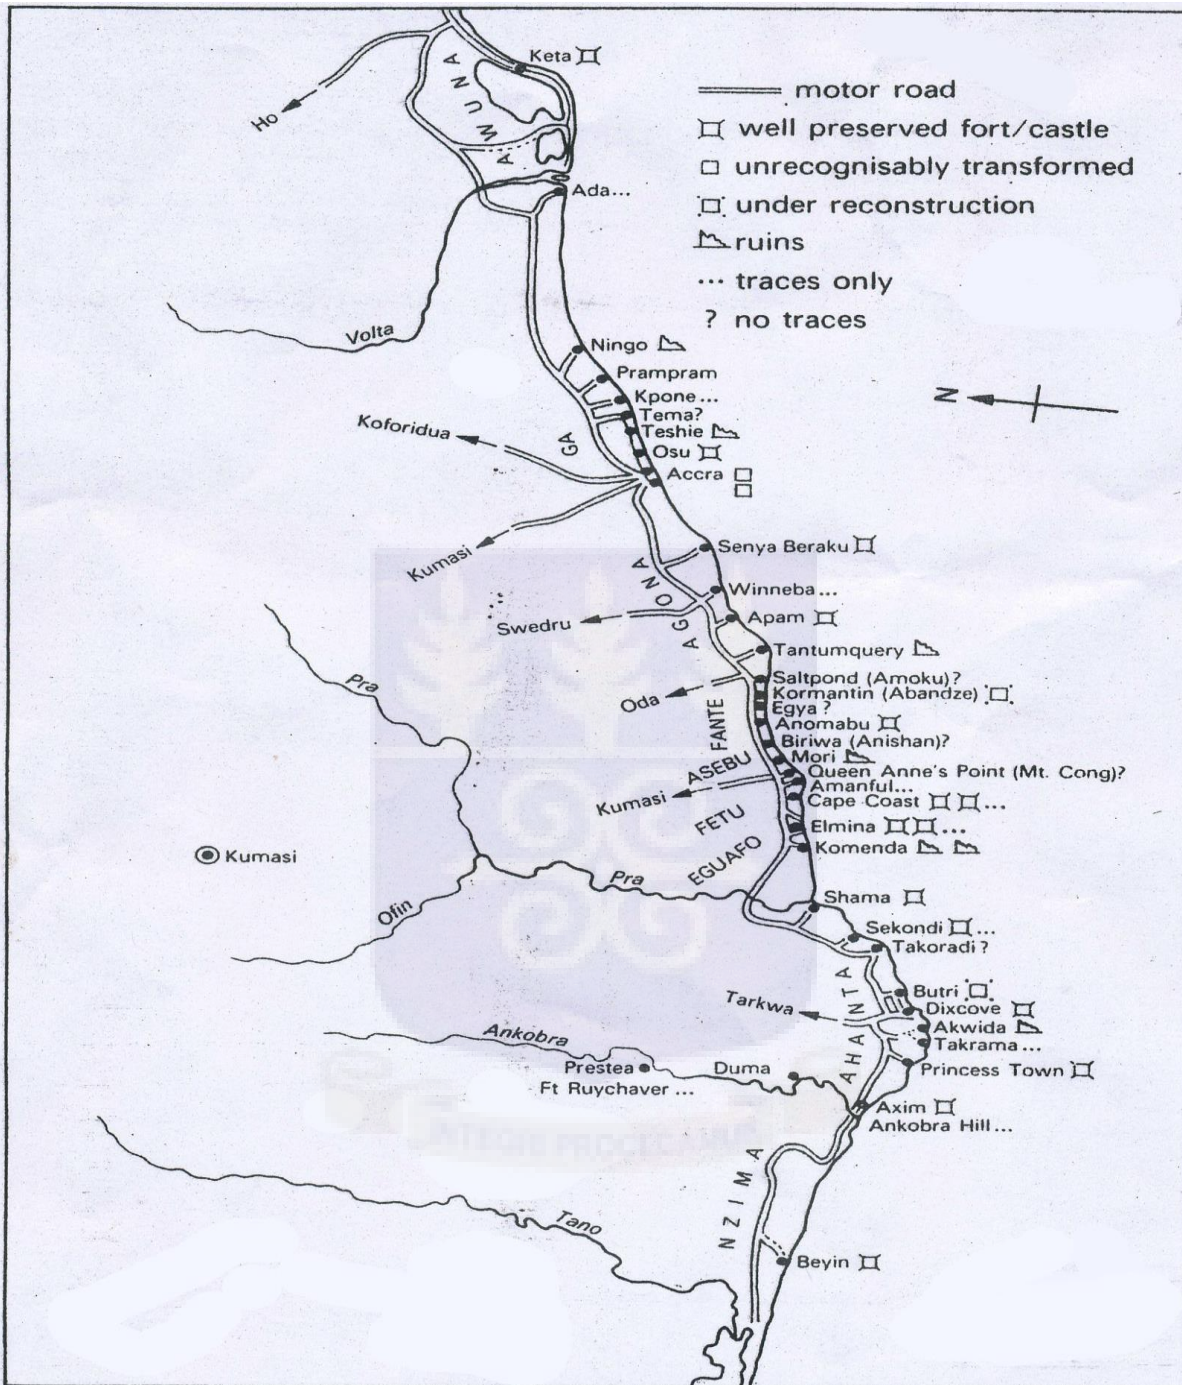 Keta
Ho
A WUNA
motor road
well preserved fort/castle
unrecognisably transformed
under reconstruction
ruins
... traces only
? no traces
Ada...
Volta
Ningo
Prampram
Kpone...
Tema?
Teshie
Osu
Accra
Koforidua
GA
N
Kumasi
Senya Beraku
Winneba...
Apam
Swedru
AGONA
Tantumquery
Saltpond (Amoku)?
Kormantin (Abandze)
Egya ?
Anomabu
Biriwa (Anishan)?
Mori
Queen Anne's Point (Mt. Cong)?
Amanful...
Cape Coast ...
Elmina ...
Komenda
Pra
Oda
FANTE
ASEBU
Kumasi
FETU
EGUAFO
Kumasi
Pra
Ofin
Shama
Sekondi ...
Takoradi ?
Butri
Dixcove
Akwida
Takrama...
Princess Town
Tarkwa
AHANTA
Ankobra
Prestea
Ft Ruychaver ...
Duma
Axim
Ankobra Hill...
INTEGRI PROCEDAMUS
NZIMA
Tano
Beyin